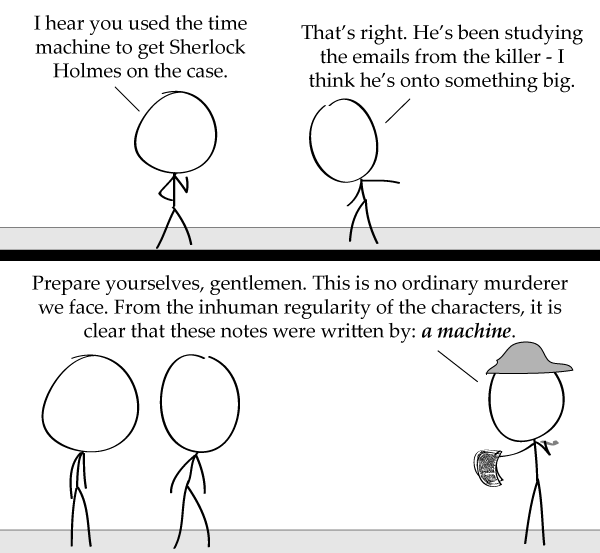 I hear you used the time
machine to get Sherlock
Holmes on the case.
That's right. He's been studying
the emails from the killer - I
think he's onto something big.
Prepare yourselves, gentlemen. This is no ordinary murderer
we face. From the inhuman regularity of the characters, it is
clear that these notes were written by: a machine.